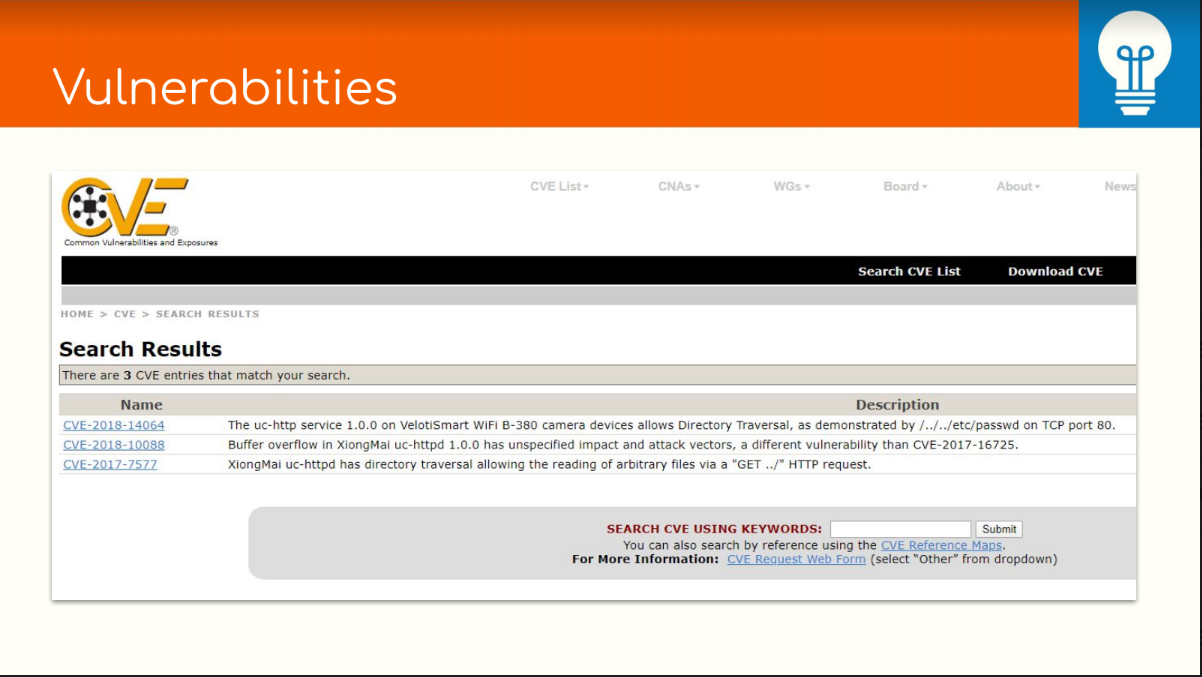 Vulnerabilities
CVE
®
Common Vulnerabilities and Exposures
CVE List▾ CNAs▾ WGs▾ Board▾ About▾ News
Search CVE List Download CVE
HOME > CVE > SEARCH RESULTS
Search Results
There are 3 CVE entries that match your search.
Name Description
CVE-2018-14064 The uc-http service 1.0.0 on VelotiSmart WiFi B-380 camera devices allows Directory Traversal, as demonstrated by /../../etc/passwd on TCP port 80.
CVE-2018-10088 Buffer overflow in XiongMai uc-httpd 1.0.0 has unspecified impact and attack vectors, a different vulnerability than CVE-2017-16725.
CVE-2017-7577 XiongMai uc-httpd has directory traversal allowing the reading of arbitrary files via a "GET ../" HTTP request.
SEARCH CVE USING KEYWORDS: Submit
You can also search by reference using the CVE Reference Maps.
For More Information: CVE Request Web Form (select “Other” from dropdown)